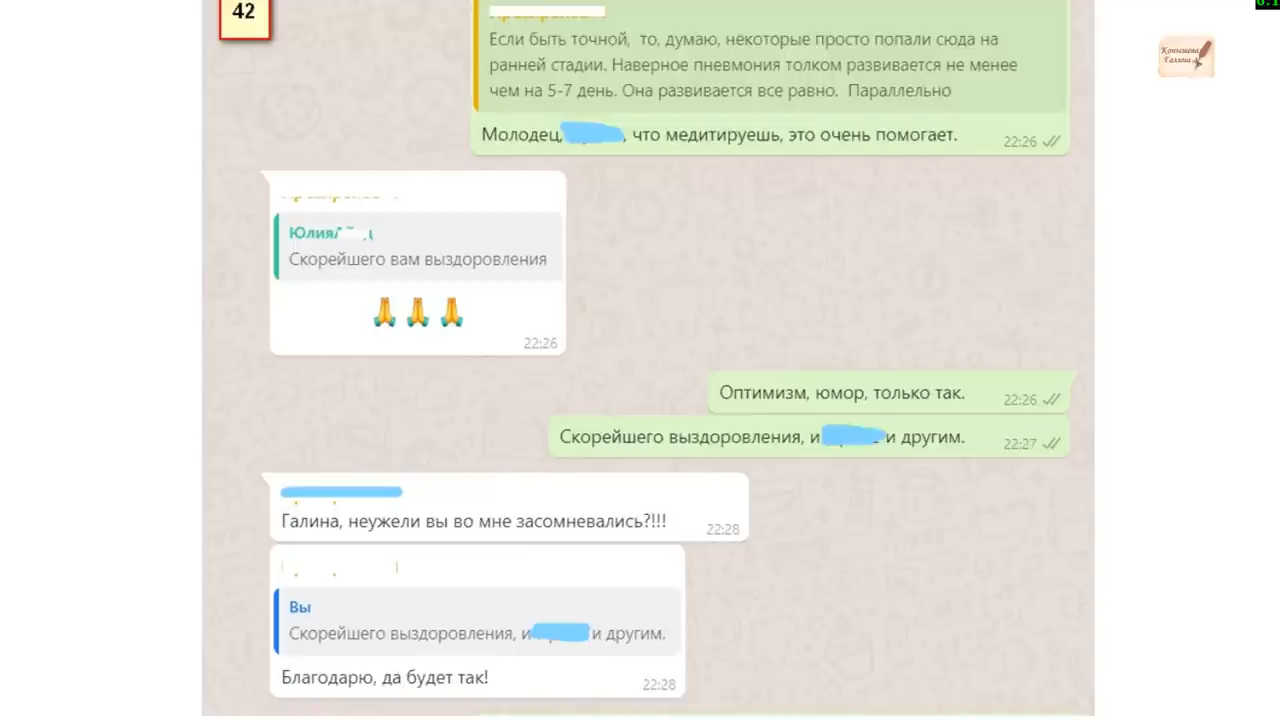 42
Если быть точной, то, думаю, некоторые просто попали сюда на
ранней стадии. Наверное пневмония толком развивается не менее
чем на 5-7 день. Она развивается все равно. Параллельно
Молодец, , что медитируешь, это очень помогает.
22:26
Конышева
Галина
Скорейшего вам выздоровления
22:26
Оптимизм, юмор, только так.
22:26
Скорейшего выздоровления, и и другим.
22:27
Галина, неужели вы во мне засомневались?!!!
22:28
Вы
Скорейшего выздоровления, и и другим.
Благодарю, да будет так!
22:28